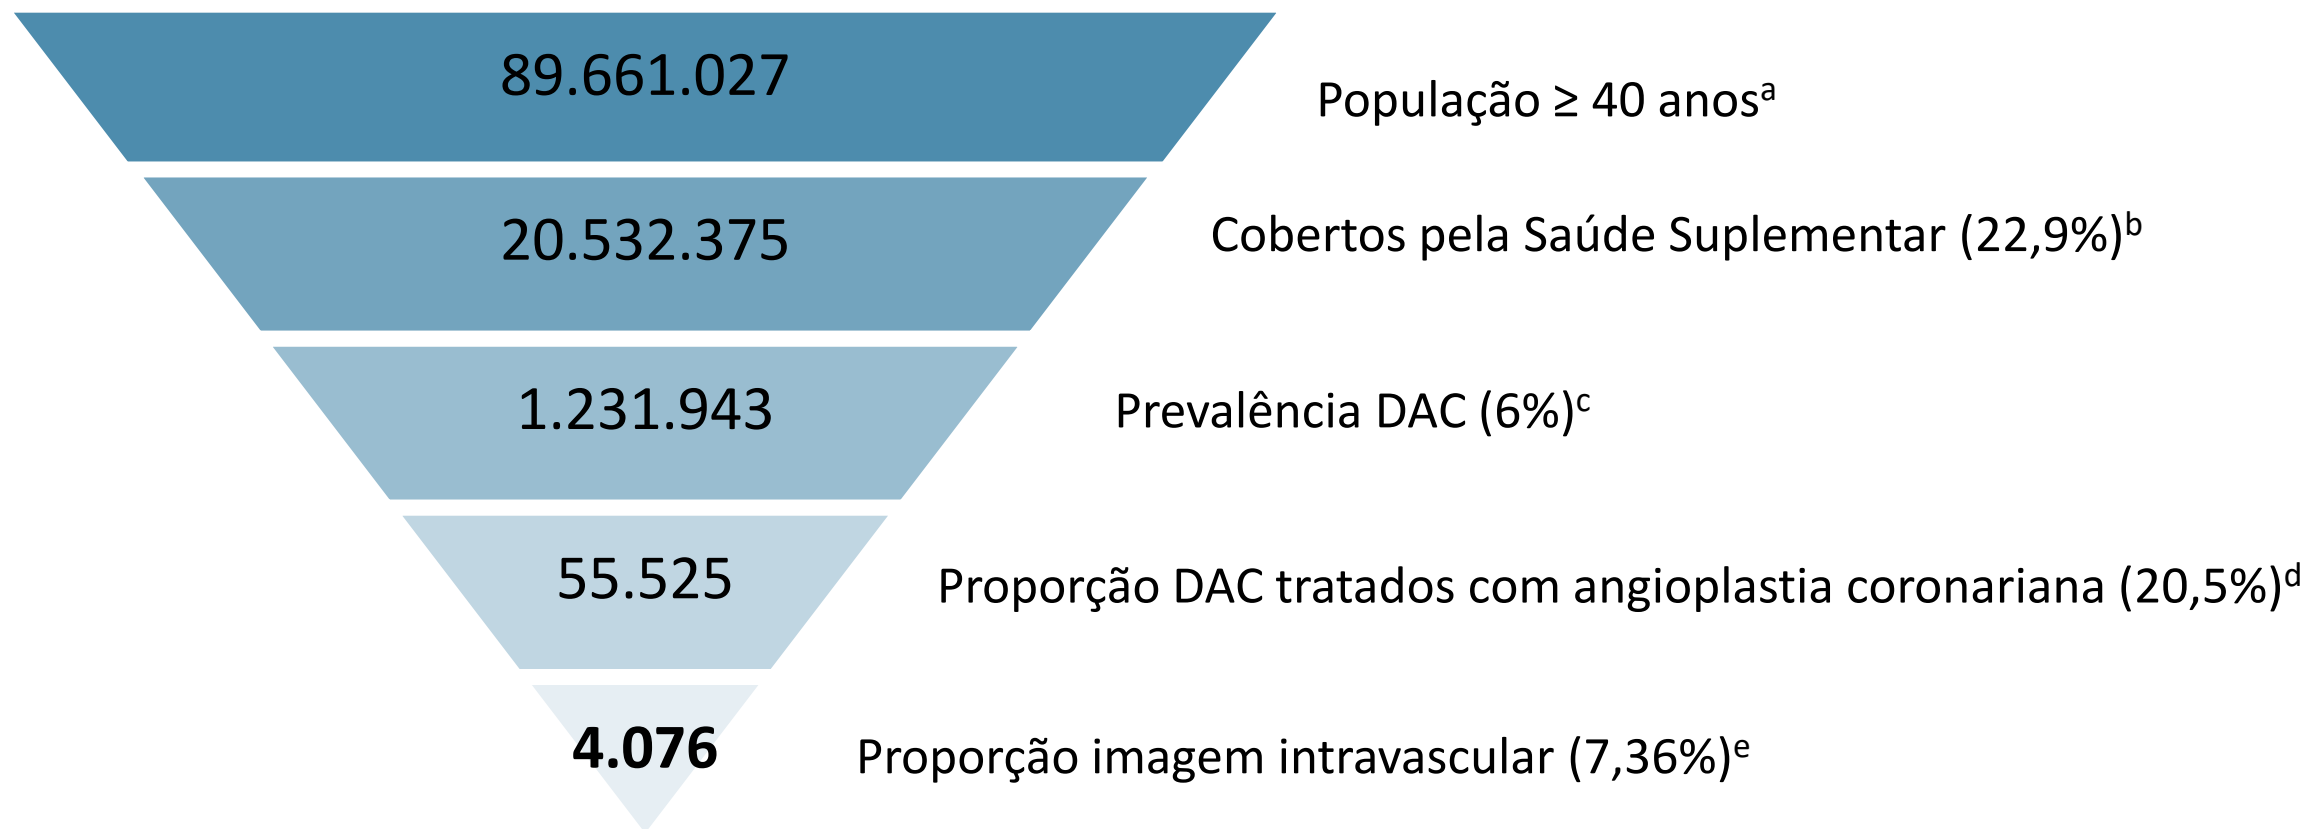 89.661.027
População ≥ 40 anosᵃ
20.532.375
Cobertos pela Saúde Suplementar (22,9%)ᵇ
1.231.943
Prevalência DAC (6%)ᶜ
55.525
Proporção DAC tratados com angioplastia coronariana (20,5%)ᵈ
4.076
Proporção imagem intravascular (7,36%)ᵉ